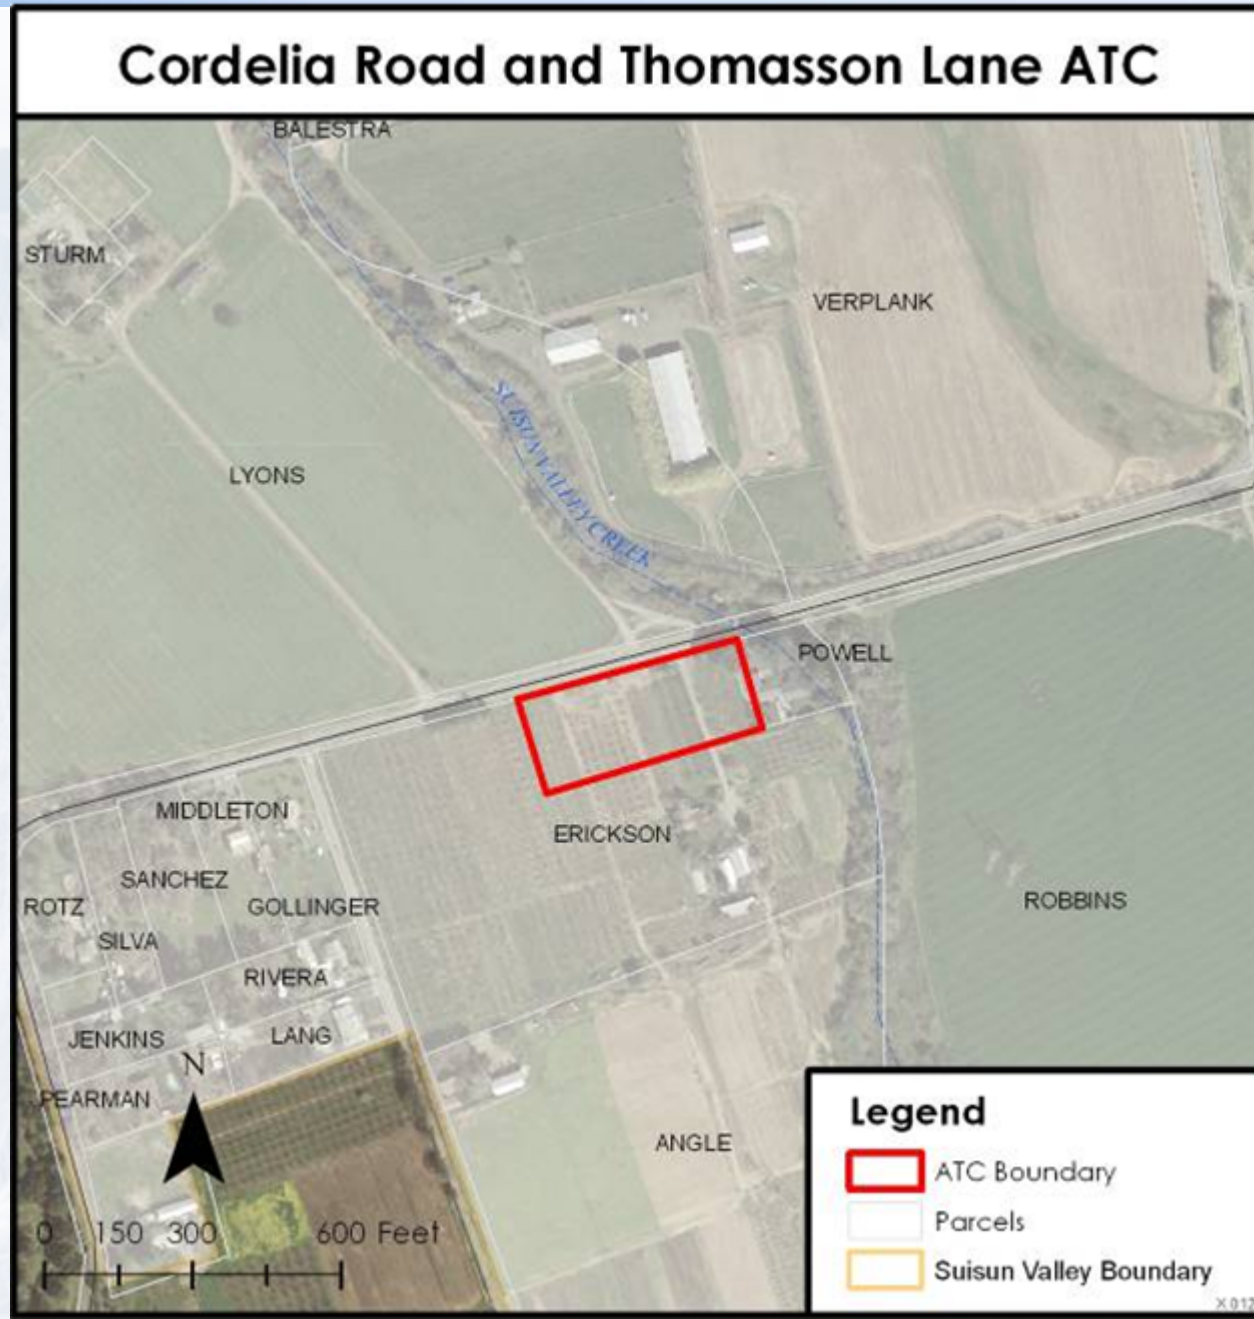 Cordelia Road and Thomasson Lane ATC
BALESTRA
STURM
VERPLANK
SUISUN VALLEY CREEK
LYONS
POWELL
MIDDLETON
ERICKSON
SANCHEZ
ROTZ
GOLLINGER
ROBBINS
SILVA
RIVERA
JENKINS
LANG
N
PEARMAN
ANGLE
0 150 300 600 Feet
Legend
ATC Boundary
Parcels
Suisun Valley Boundary